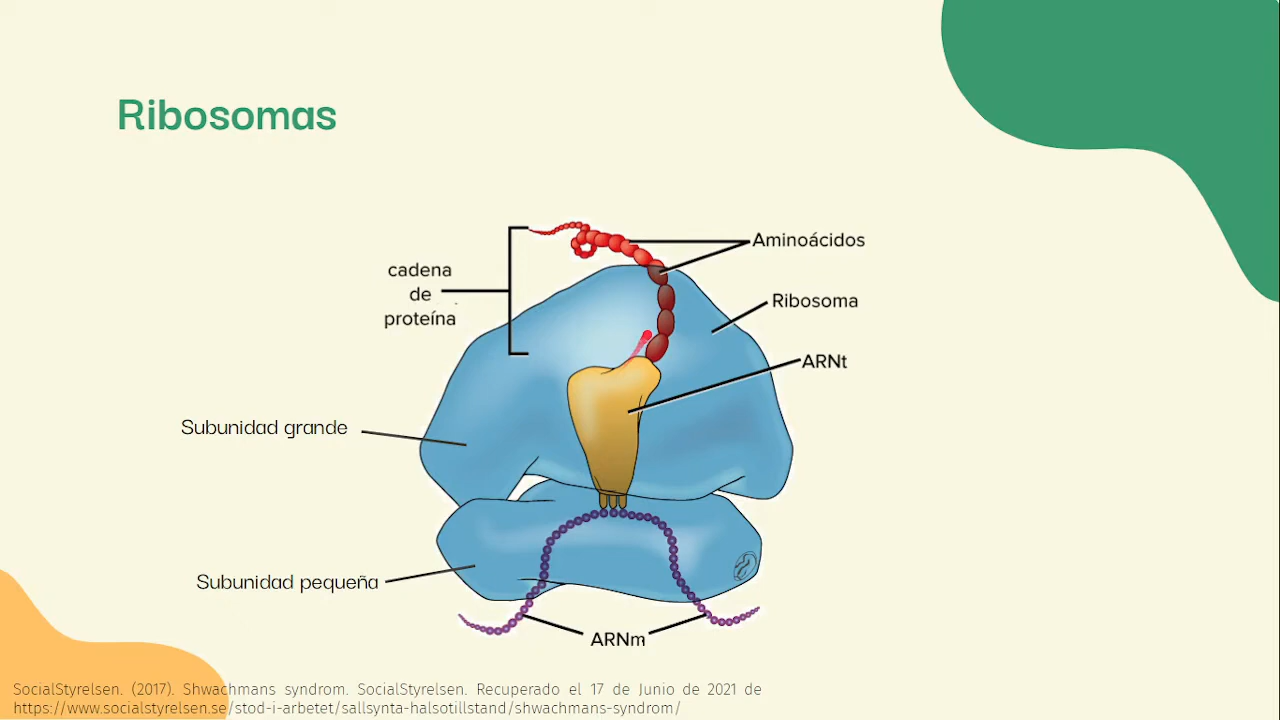 Ribosomas
Aminoácidos
cadena
de
proteína
Ribosoma
ARNt
Subunidad grande
Subunidad pequeña
ARNm
SocialStyrelsen. (2017). Shwachmans syndrom. SocialStyrelsen. Recuperado el 17 de Junio de 2021 de
https://www.socialstyrelsen.se/stod-i-arbetet/sallsynta-halsotillstand/shwachmans-syndrom/